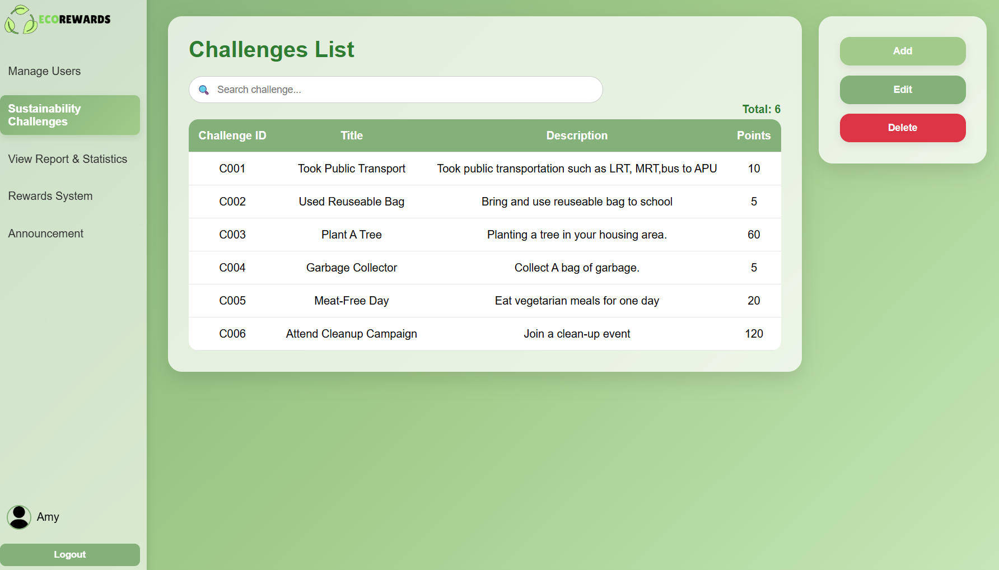 ECOREWARDS
Manage Users
Sustainability
Challenges
View Report & Statistics
Rewards System
Announcement
Amy
Logout
Challenges List
Search challenge...
Total: 6
Challenge ID Title Description Points
C001 Took Public Transport Took public transportation such as LRT, MRT,bus to APU 10
C002 Used Reuseable Bag Bring and use reuseable bag to school 5
C003 Plant A Tree Planting a tree in your housing area. 60
C004 Garbage Collector Collect A bag of garbage. 5
C005 Meat-Free Day Eat vegetarian meals for one day 20
C006 Attend Cleanup Campaign Join a clean-up event 120
Add
Edit
Delete